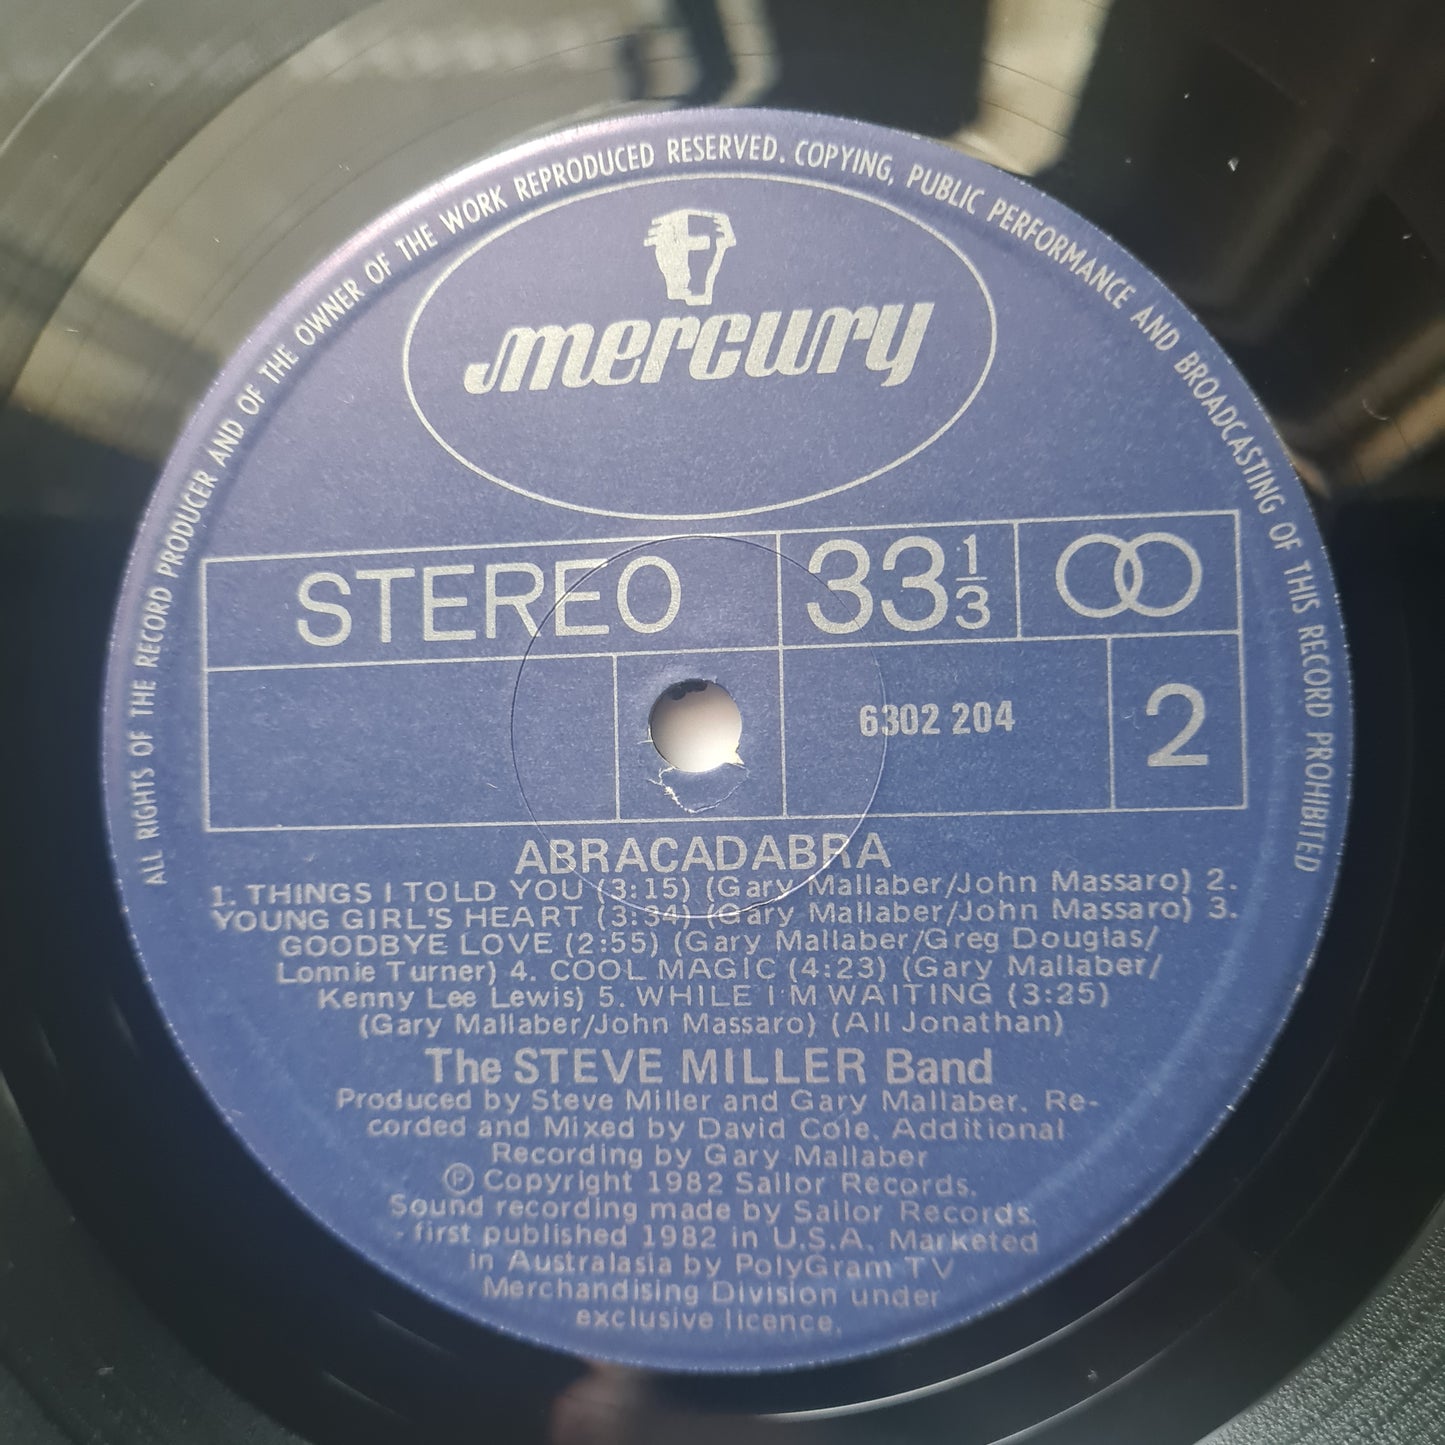 ALL RIGHTS OF THE RECORD PRODUCER AND OF THE OWNER OF THE WORK REPRODUCED RESERVED. COPYING, PUBLIC PERFORMANCE AND BROADCASTING OF THIS RECORD PROHIBITED
mercury
STEREO 33 1/3
6302 204 2
ABRACADABRA
1. THINGS I TOLD YOU (3:15) (Gary Mallaber/John Massaro) 2.
YOUNG GIRL'S HEART (3:34) (Gary Mallaber/John Massaro) 3.
GOODBYE LOVE (2:55) (Gary Mallaber/Greg Douglas/
Lonnie Turner) 4. COOL MAGIC (4:23) (Gary Mallaber/
Kenny Lee Lewis) 5. WHILE I'M WAITING (3:25)
(Gary Mallaber/John Massaro) (All Jonathan)
The STEVE MILLER Band
Produced by Steve Miller and Gary Mallaber. Re-
corded and Mixed by David Cole. Additional
Recording by Gary Mallaber
Ⓟ Copyright 1982 Sailor Records.
Sound recording made by Sailor Records.
- first published 1982 in U.S.A. Marketed
in Australasia by PolyGram TV
Merchandising Division under
exclusive licence.